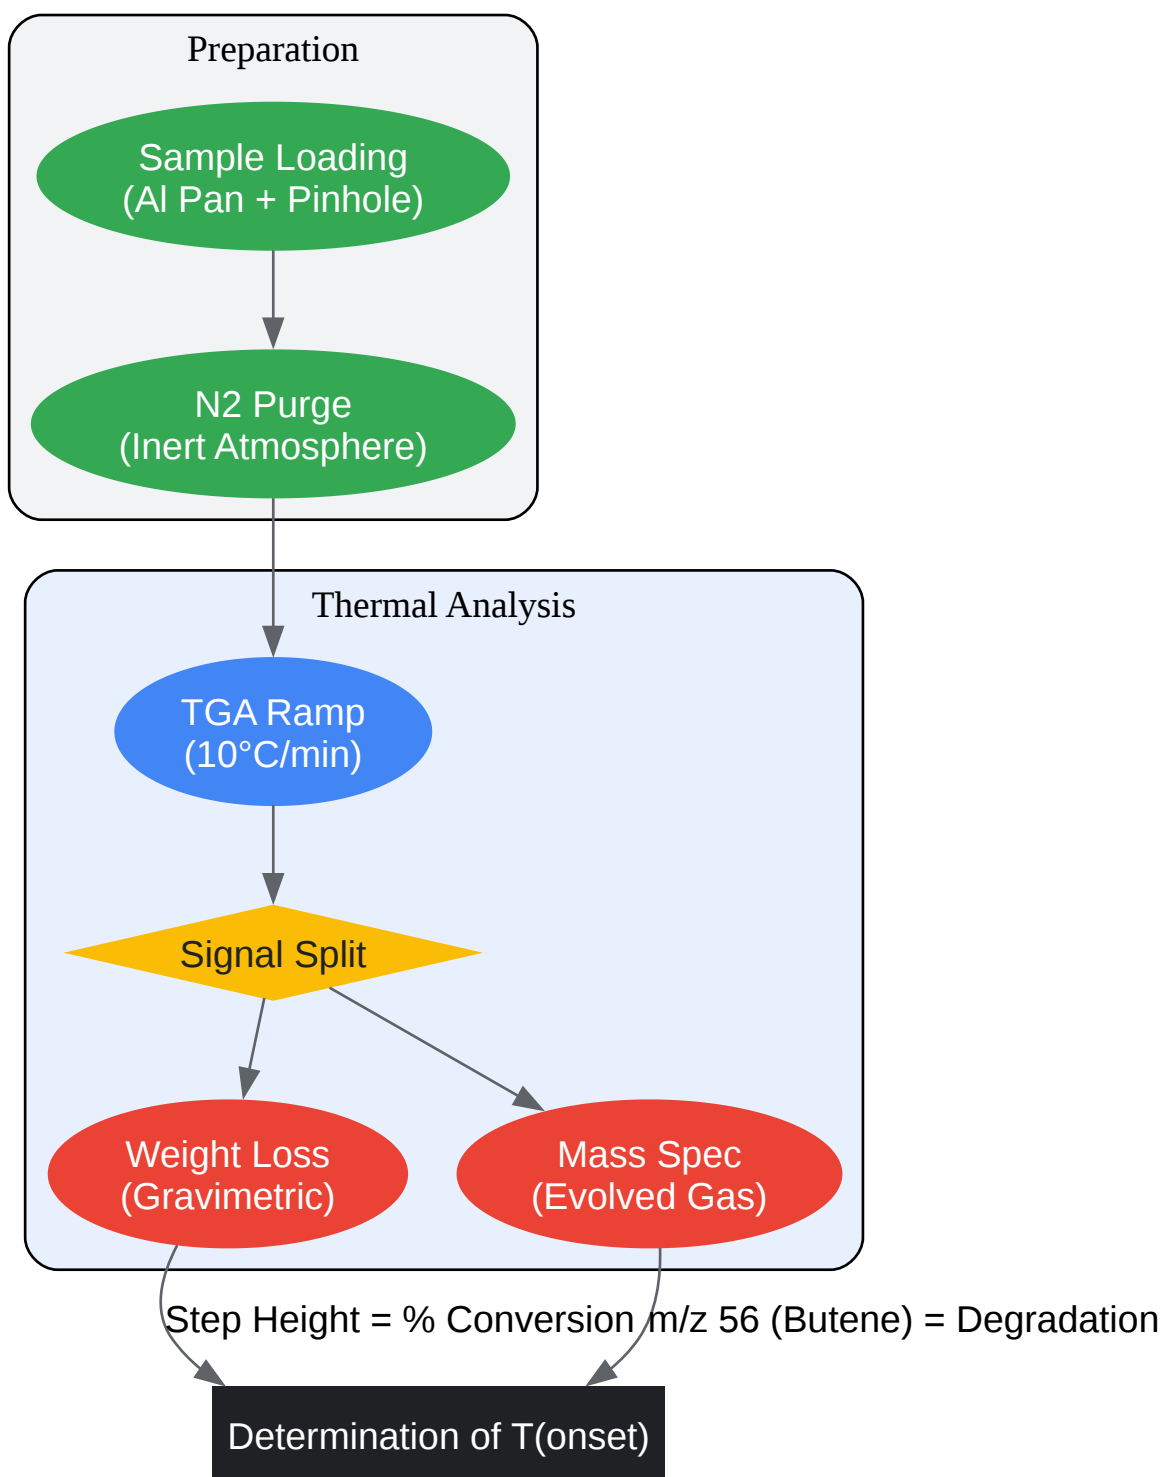 Preparation
Sample Loading
(Al Pan + Pinhole)
N2 Purge
(Inert Atmosphere)
Thermal Analysis
TGA Ramp
(10°C/min)
Signal Split
Weight Loss
(Gravimetric)
Mass Spec
(Evolved Gas)
Step Height = % Conversion
m/z 56 (Butene) = Degradation
Determination of T(onset)